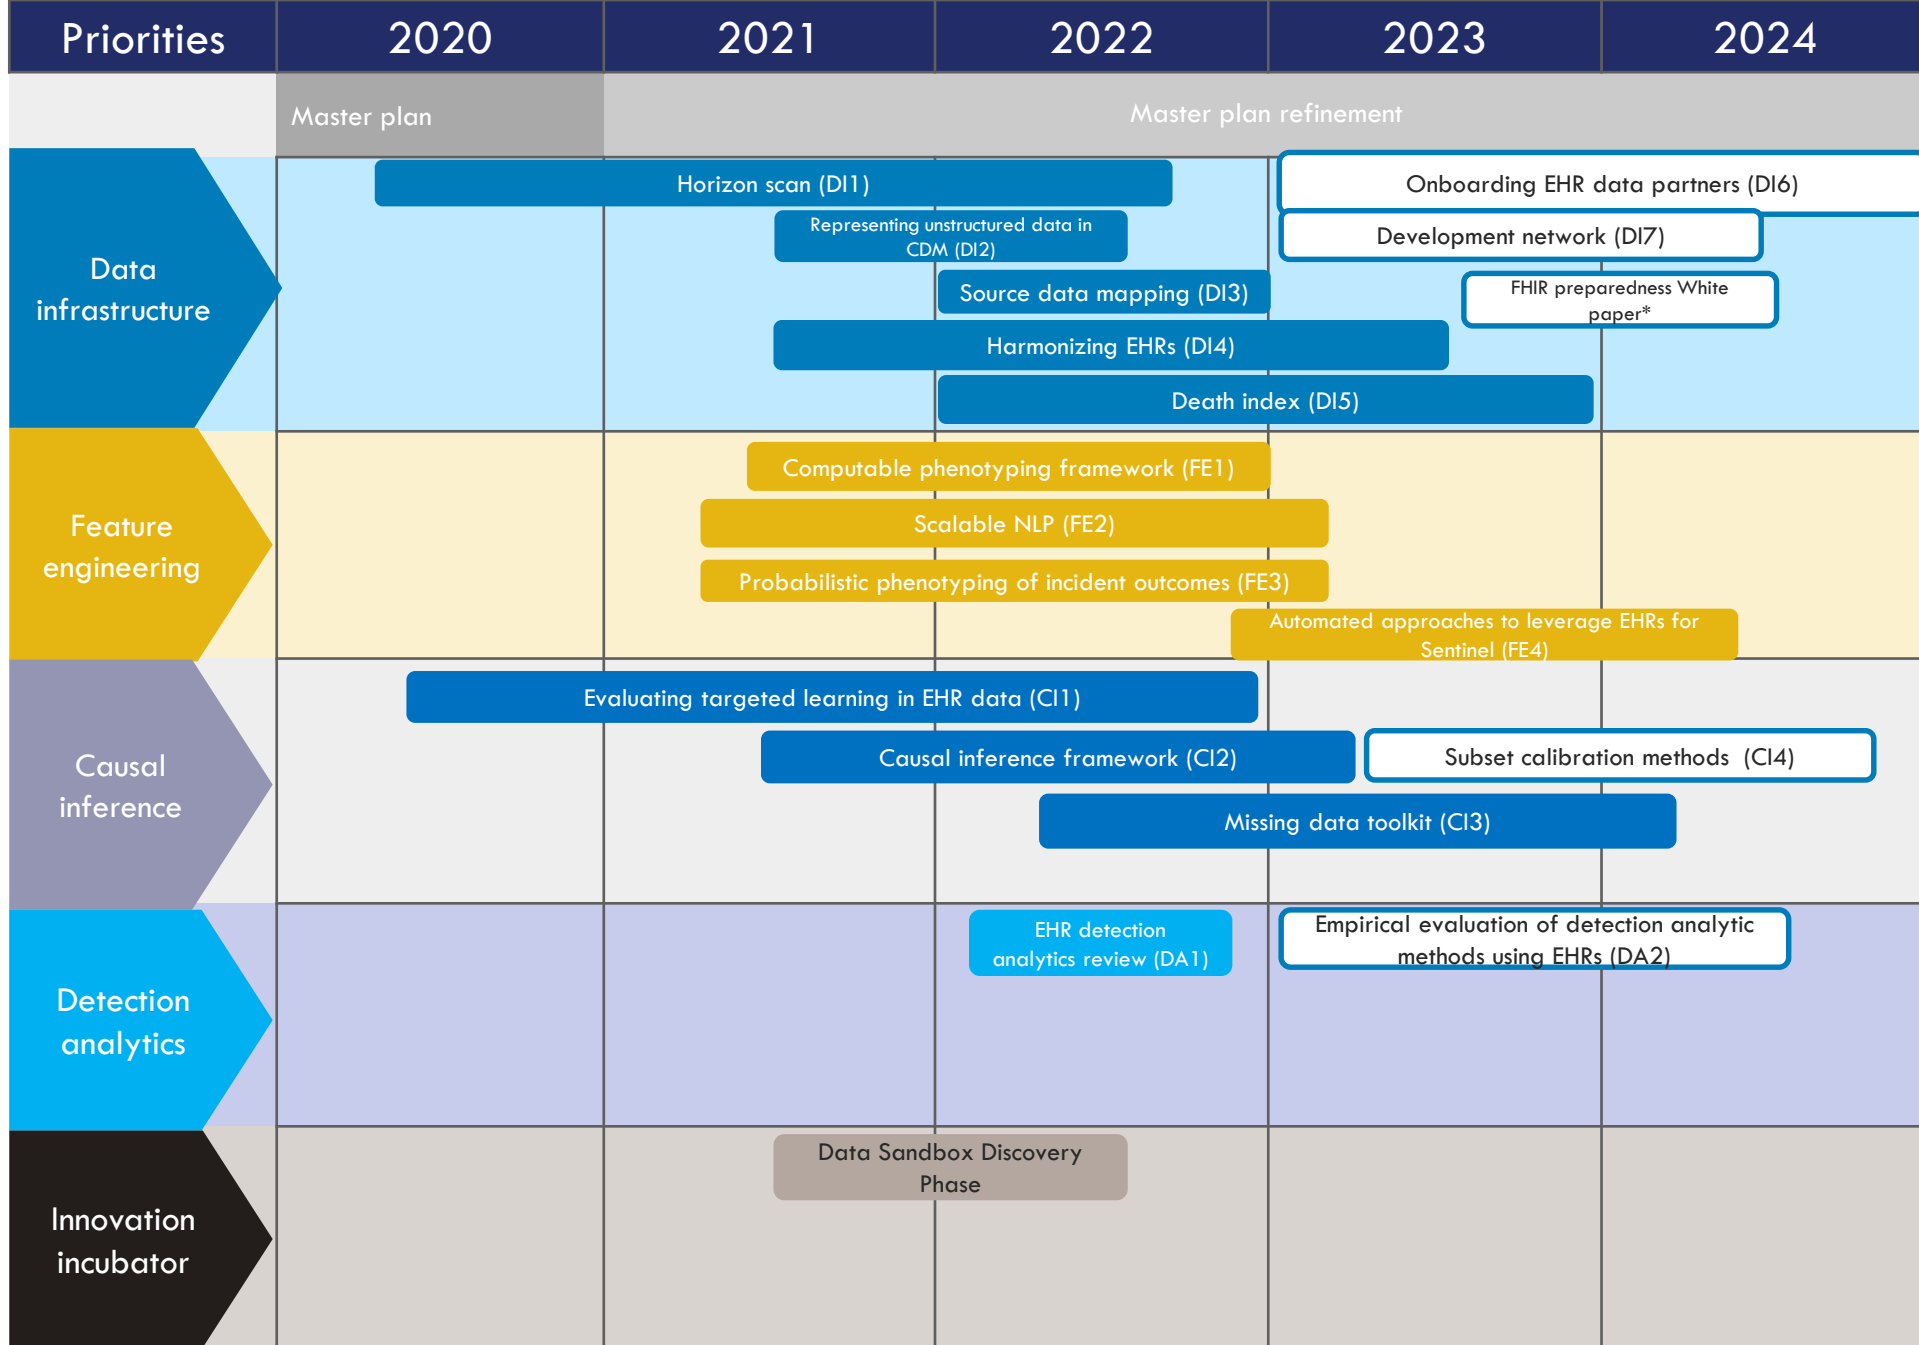 Priorities
2020
2021
2022
2023
2024
Master plan
Master plan refinement
Data
infrastructure
Horizon scan (DI1)
Onboarding EHR data partners (DI6)
Representing unstructured data in
CDM (DI2)
Development network (DI7)
Source data mapping (DI3)
FHIR preparedness White
paper*
Harmonizing EHRs (DI4)
Death index (DI5)
Feature
engineering
Computable phenotyping framework (FE1)
Scalable NLP (FE2)
Probabilistic phenotyping of incident outcomes (FE3)
Automated approaches to leverage EHRs for
Sentinel (FE4)
Causal
inference
Evaluating targeted learning in EHR data (CI1)
Causal inference framework (CI2)
Subset calibration methods (CI4)
Missing data toolkit (CI3)
Detection
analytics
EHR detection
analytics review (DA1)
Empirical evaluation of detection analytic
methods using EHRs (DA2)
Innovation
incubator
Data Sandbox Discovery
Phase